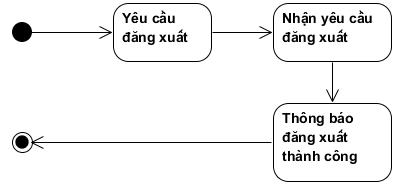 Yêu cầu
đăng xuất
Nhận yêu cầu
đăng xuất
Thông báo
đăng xuất
thành công